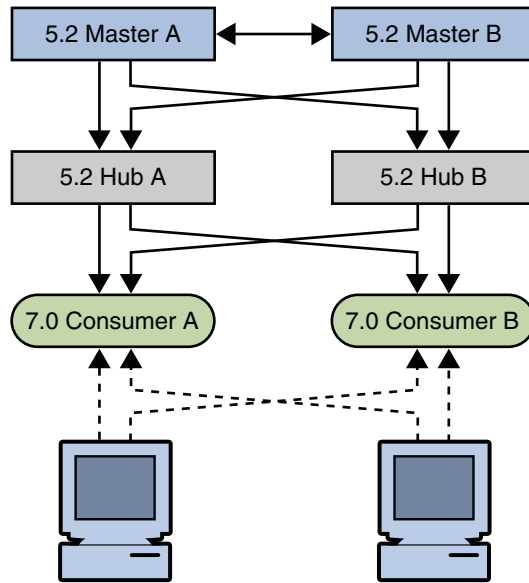 5.2 Master A
5.2 Master B
5.2 Hub A
5.2 Hub B
7.0 Consumer A
7.0 Consumer B